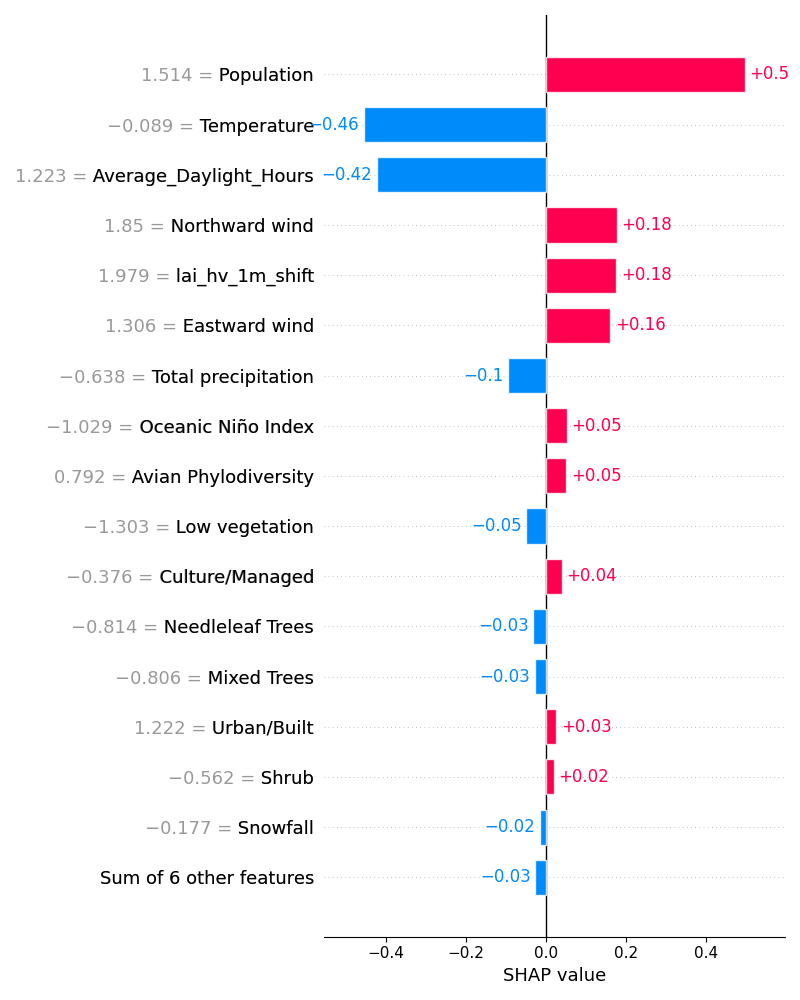 1.514 = Population +0.5
−0.089 = Temperature −0.46
1.223 = Average_Daylight_Hours −0.42
1.85 = Northward wind +0.18
1.979 = lai_hv_1m_shift +0.18
1.306 = Eastward wind +0.16
−0.638 = Total precipitation −0.1
−1.029 = Oceanic Niño Index +0.05
0.792 = Avian Phylodiversity +0.05
−1.303 = Low vegetation −0.05
−0.376 = Culture/Managed +0.04
−0.814 = Needleleaf Trees −0.03
−0.806 = Mixed Trees −0.03
1.222 = Urban/Built +0.03
−0.562 = Shrub +0.02
−0.177 = Snowfall −0.02
Sum of 6 other features −0.03
−0.4 −0.2 0.0 0.2 0.4
SHAP value